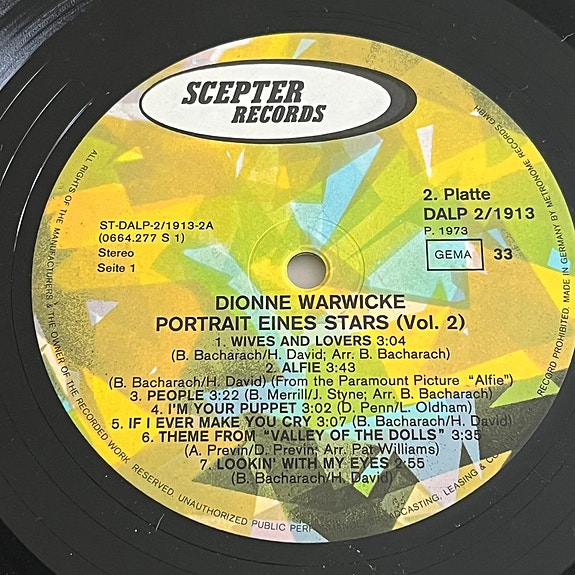 SCEPTER
RECORDS
2. Platte
DALP 2/1913
P. 1973
GEMA 33
ST-DALP-2/1913-2A
(0664.277 S 1)
Stereo
Seite 1
DIONNE WARWICKE
PORTRAIT EINES STARS (Vol. 2)
1. WIVES AND LOVERS 3:04
(B. Bacharach/H. David; Arr. B. Bacharach)
2. ALFIE 3:43
(B. Bacharach/H. David) (From the Paramount Picture "Alfie")
3. PEOPLE 3:22 (B. Merrill/J. Styne; Arr. B. Bacharach)
4. I'M YOUR PUPPET 3:02 (D. Penn/L. Oldham)
5. IF I EVER MAKE YOU CRY 3:07 (B. Bacharach/H. David)
6. THEME FROM "VALLEY OF THE DOLLS" 3:35
(A. Previn/D. Previn; Arr. Pat Williams)
7. LOOKIN' WITH MY EYES 2:55
(B. Bacharach/H. David)
ALL RIGHTS OF THE MANUFACTURERS & THE OWNER OF THE RECORDED WORK RESERVED. UNAUTHORIZED PUBLIC
LEASING &
RECORD PROHIBITED. MADE IN GERMANY BY METRONOME RECORDS GMBH